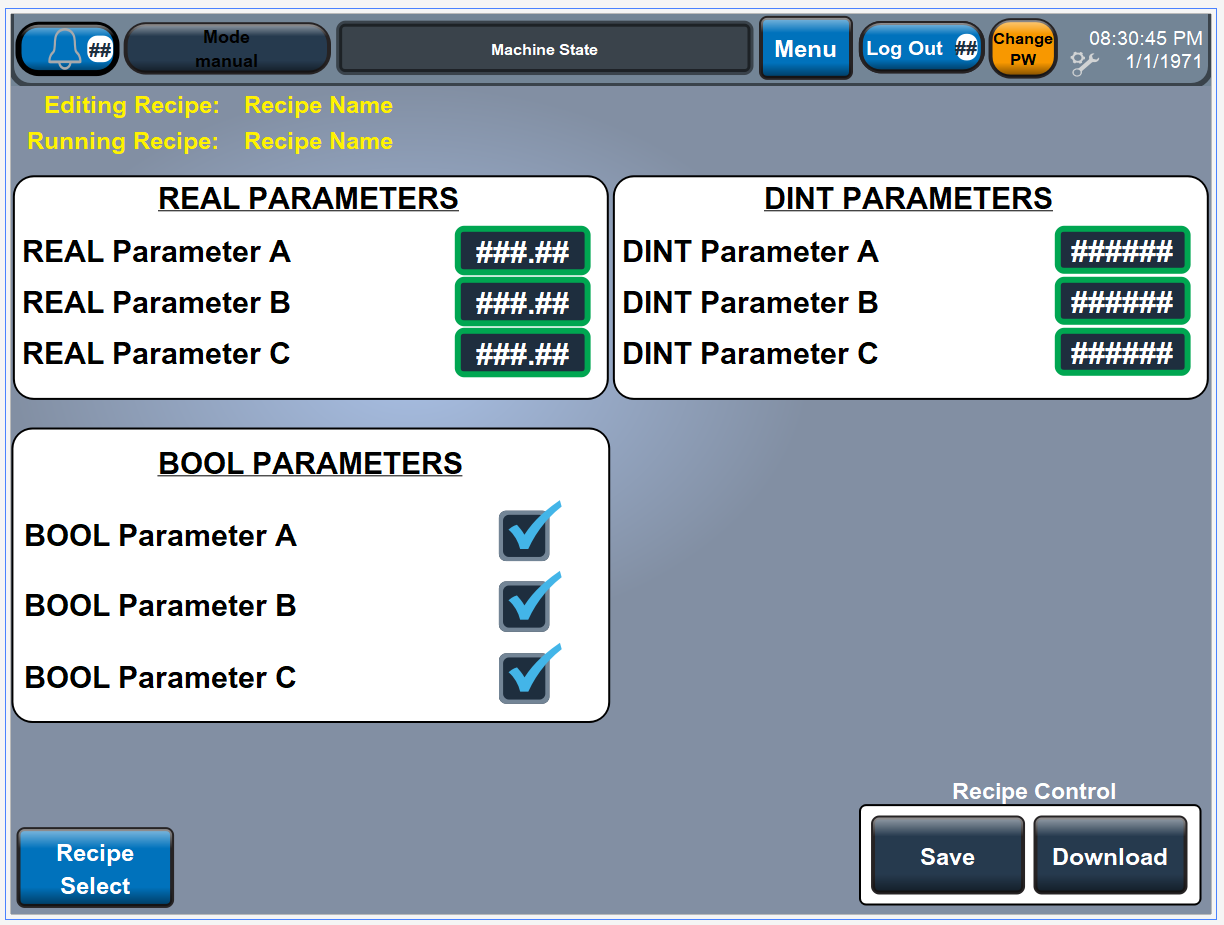 ##
Mode
manual
Machine State
Menu
Log Out ##
Change
PW
08:30:45 PM
1/1/1971
Editing Recipe: Recipe Name
Running Recipe: Recipe Name
REAL PARAMETERS
REAL Parameter A ###.##
REAL Parameter B ###.##
REAL Parameter C ###.##
DINT PARAMETERS
DINT Parameter A ######
DINT Parameter B ######
DINT Parameter C ######
BOOL PARAMETERS
BOOL Parameter A
BOOL Parameter B
BOOL Parameter C
Recipe Control
Recipe
Select
Save
Download